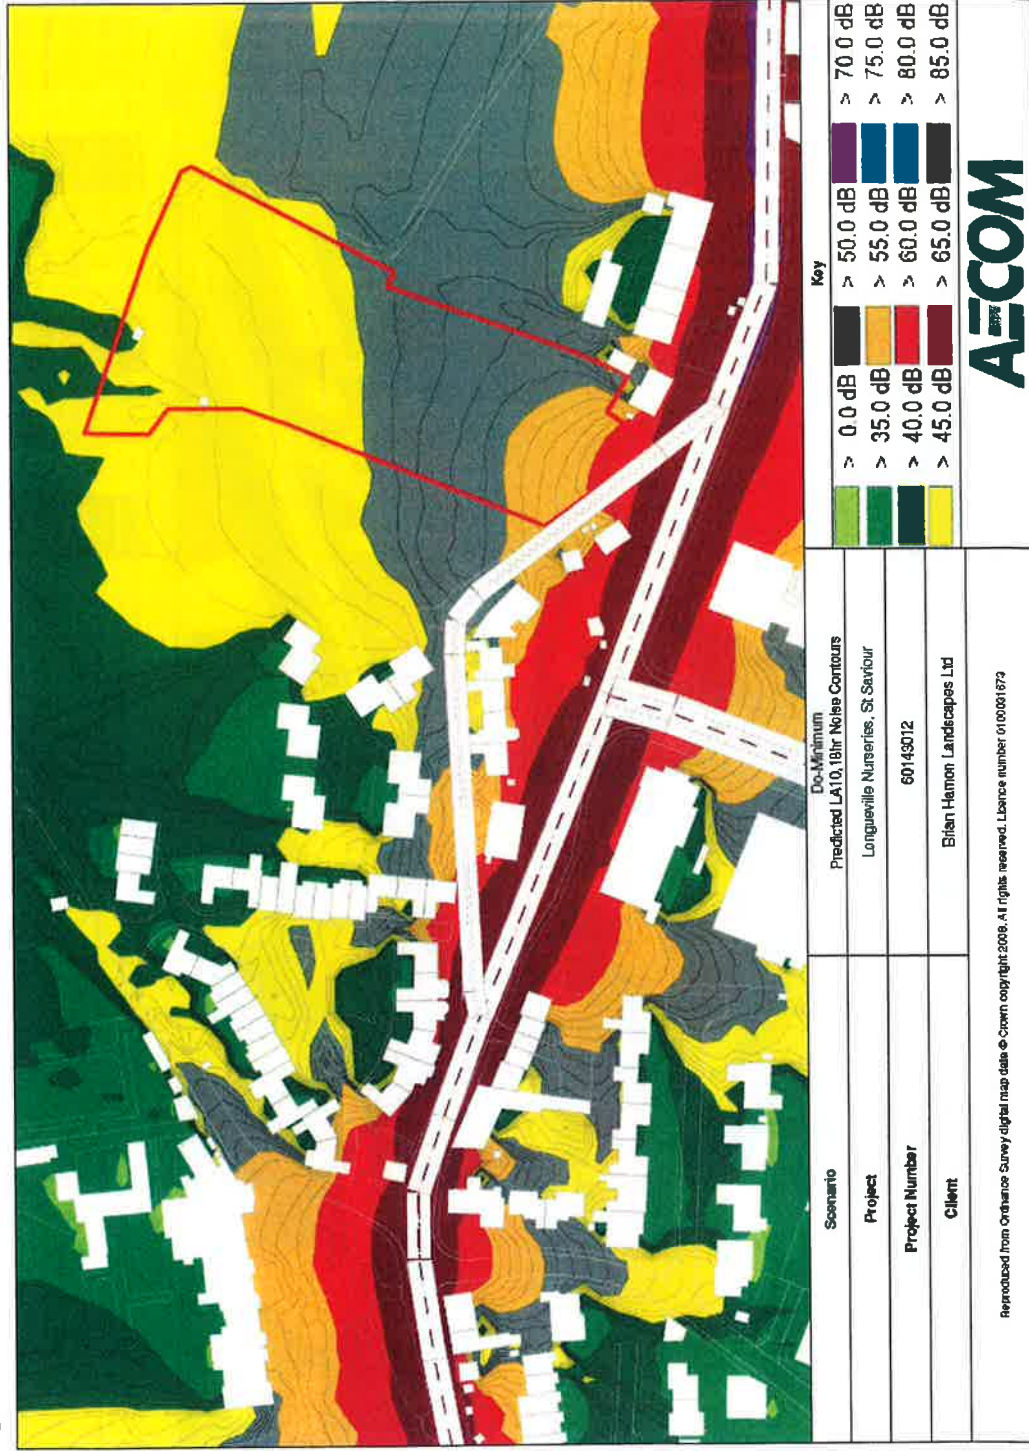 Scenario
Do-Minimum
Predicted LA10,18hr Noise Contours
Project
Longueville Nurseries, St Saviour
Project Number
60143012
Client
Brian Hamon Landscapes Ltd
Key
> 0.0 dB > 50.0 dB > 70.0 dB
> 35.0 dB > 55.0 dB > 75.0 dB
> 40.0 dB > 60.0 dB > 80.0 dB
> 45.0 dB > 65.0 dB > 85.0 dB
AECOM
Reproduced from Ordnance Survey digital map data © Crown copyright 2008. All rights reserved. Licence number 0100031673